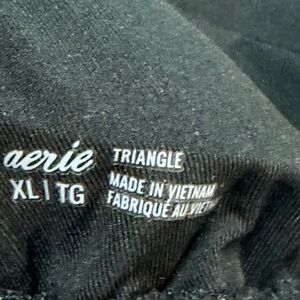 aerie TRIANGLE
XL | TG MADE IN VIETNAM
FABRIQUÉ AU